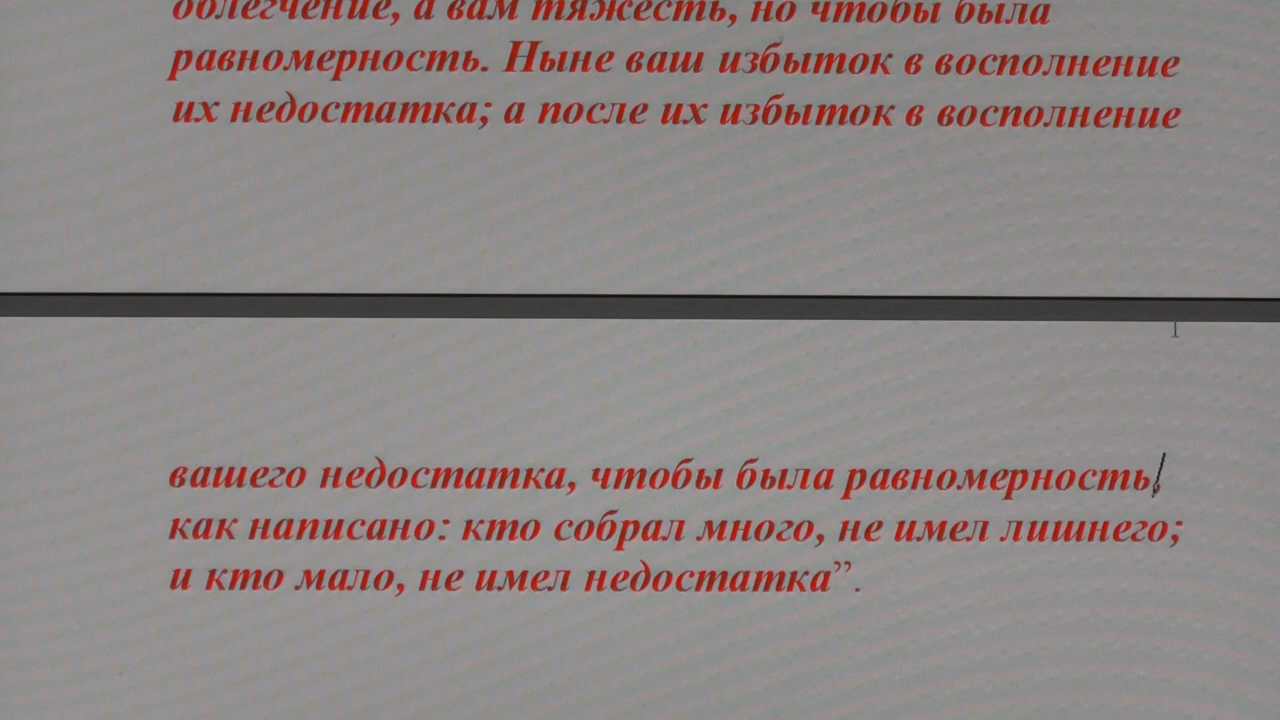 облегчение, а вам тяжесть, но чтобы была
равномерность. Ныне ваш избыток в восполнение
их недостатка; а после их избыток в восполнение
вашего недостатка, чтобы была равномерность,
как написано: кто собрал много, не имел лишнего;
и кто мало, не имел недостатка”.